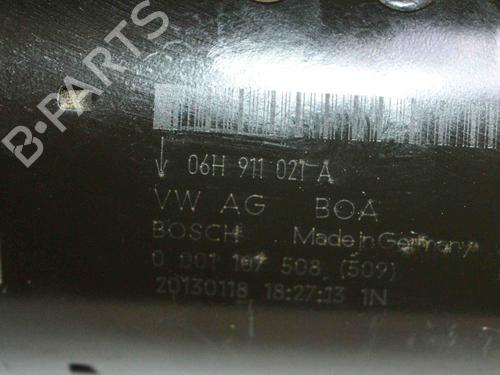 B-PARTS
06H 911 021 A
VW AG BOA
BOSCH Made in Germany
0 001 107 508 (509)
20130118 18:27:13 1N